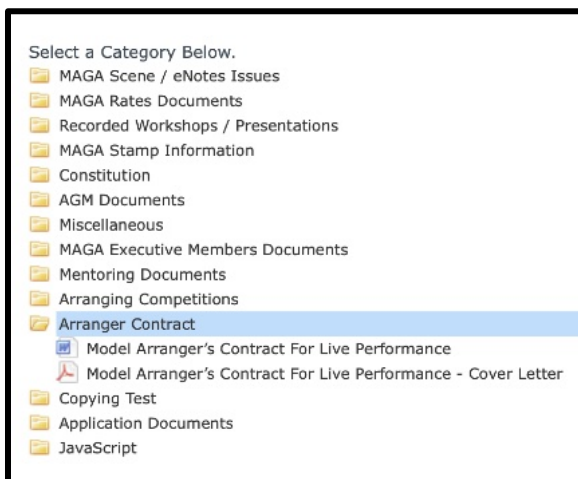 Select a Category Below.
MAGA Scene / eNotes Issues
MAGA Rates Documents
Recorded Workshops / Presentations
MAGA Stamp Information
Constitution
AGM Documents
Miscellaneous
MAGA Executive Members Documents
Mentoring Documents
Arranging Competitions
Arranger Contract
Model Arranger’s Contract For Live Performance
Model Arranger’s Contract For Live Performance - Cover Letter
Copying Test
Application Documents
JavaScript